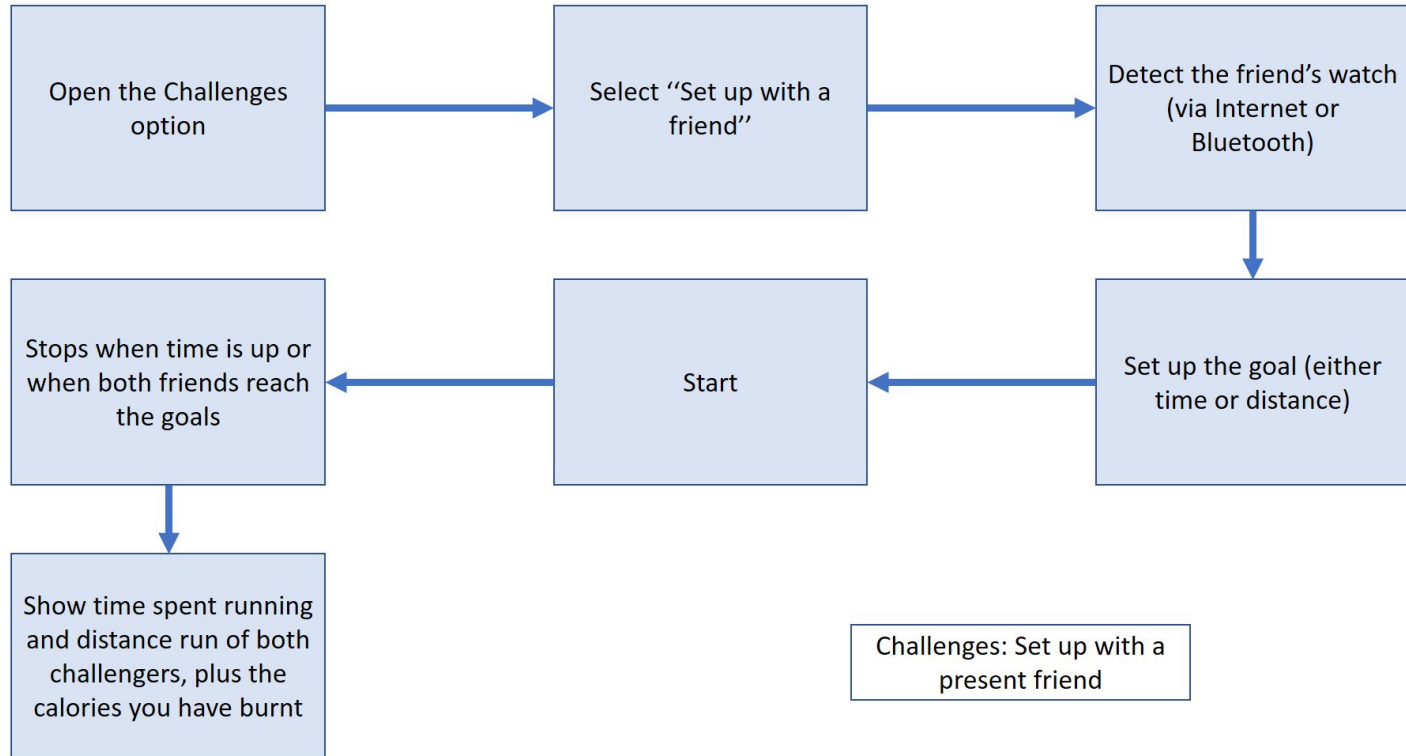 Open the Challenges
option
Select ‘‘Set up with a
friend’’
Detect the friend’s watch
(via Internet or
Bluetooth)
Set up the goal (either
time or distance)
Start
Stops when time is up or
when both friends reach
the goals
Show time spent running
and distance run of both
challengers, plus the
calories you have burnt
Challenges: Set up with a
present friend